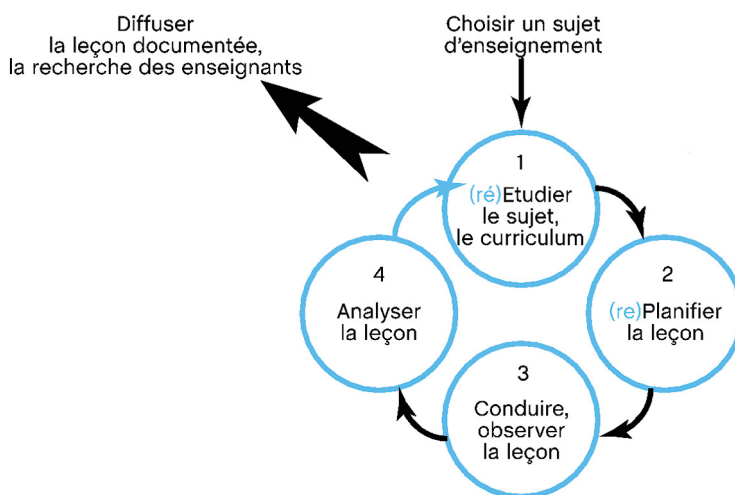 Diffuser
la leçon documentée,
la recherche des enseignants
Choisir un sujet
d'enseignement
1
(ré)Etudier
le sujet,
le curriculum
2
(re)Planifier
la leçon
3
Conduire,
observer
la leçon
4
Analyser
la leçon